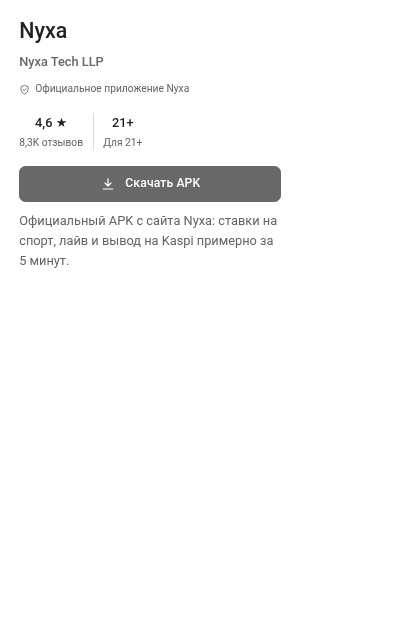 Nyxa
Nyxa Tech LLP
Официальное приложение Nyxa
4,6 ★
8,3K отзывов
21+
Для 21+
Скачать APK
Официальный APK с сайта Nyxa: ставки на
спорт, лайв и вывод на Kaspi примерно за
5 минут.